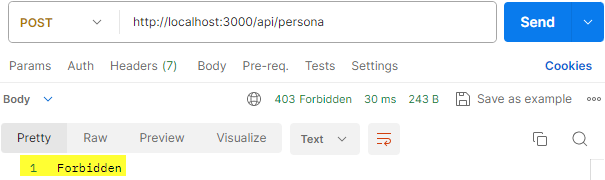 POST http://localhost:3000/api/persona Send
Params Auth Headers (7) Body Pre-req. Tests Settings Cookies
Body 403 Forbidden 30 ms 243 B Save as example
Pretty Raw Preview Visualize Text
1 Forbidden